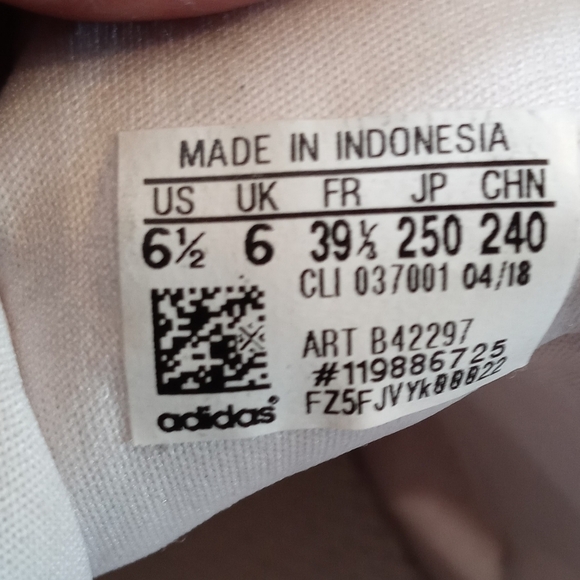 MADE IN INDONESIA
US UK FR JP CHN
6½ 6 39⅓ 250 240
CLI 037001 04/18
ART B42297
#119886725
adidas